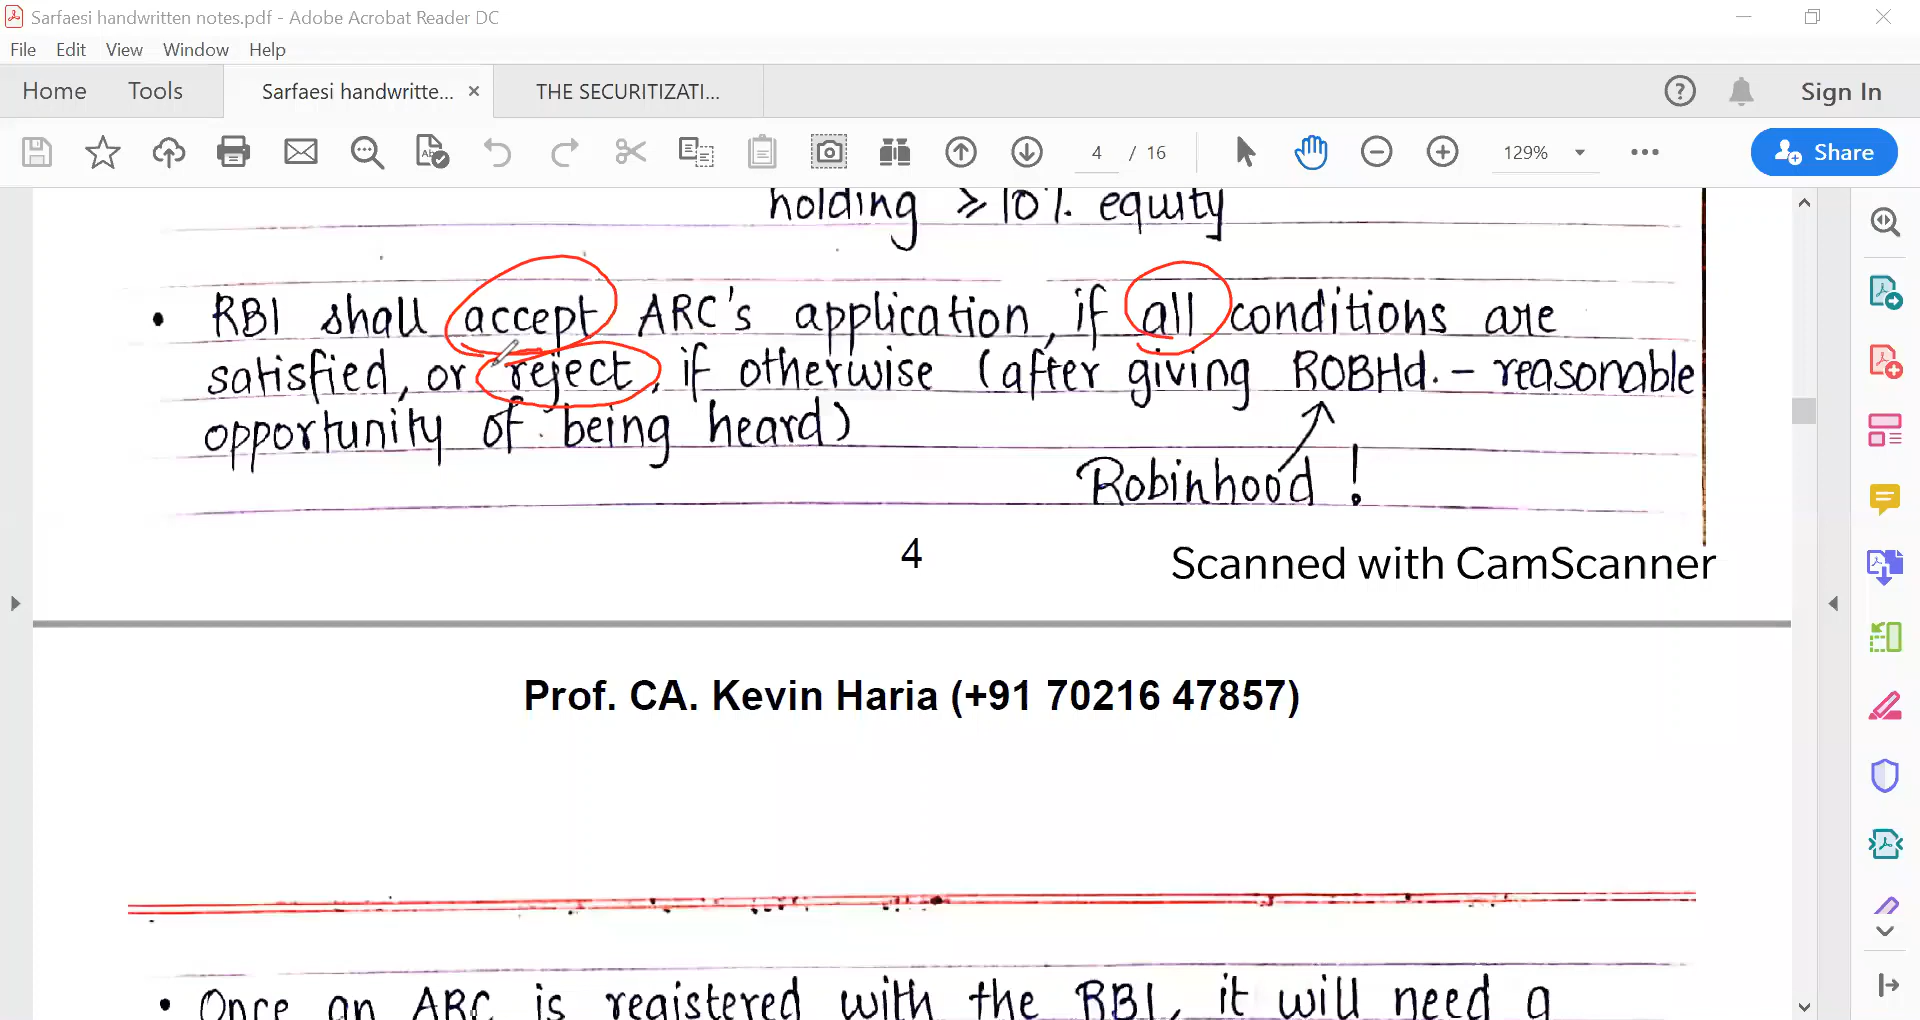 Sarfaesi handwritten notes.pdf - Adobe Acrobat Reader DC
File Edit View Window Help
Home Tools Sarfaesi handwritte... × THE SECURITIZATI... Sign In
4 / 16 129% Share
holding ≥ 10% equity
• RBI shall accept ARC's application, if all conditions are
satisfied, or reject, if otherwise (after giving ROBHd. - reasonable
opportunity of being heard)
Robinhood !
4
Scanned with CamScanner
Prof. CA. Kevin Haria (+91 70216 47857)
• Once an ARC is registered with the RBI, it will need a